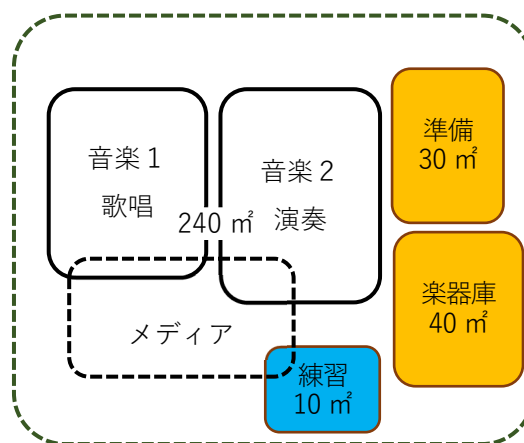 音楽１
歌唱
音楽２
演奏
240 ㎡
メディア
準備
30 ㎡
楽器庫
40 ㎡
練習
10 ㎡